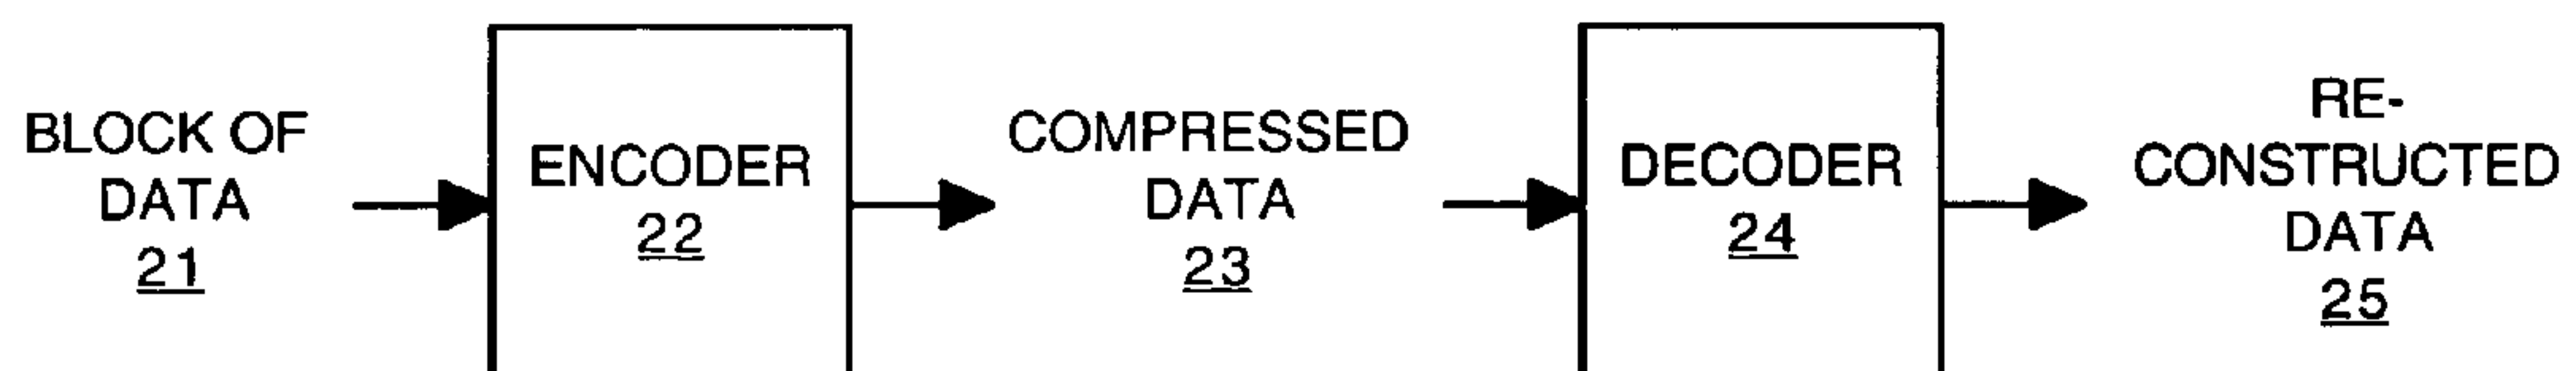 BLOCK OF
DATA
21
ENCODER
22
COMPRESSED
DATA
23
DECODER
24
RE-
CONSTRUCTED
DATA
25